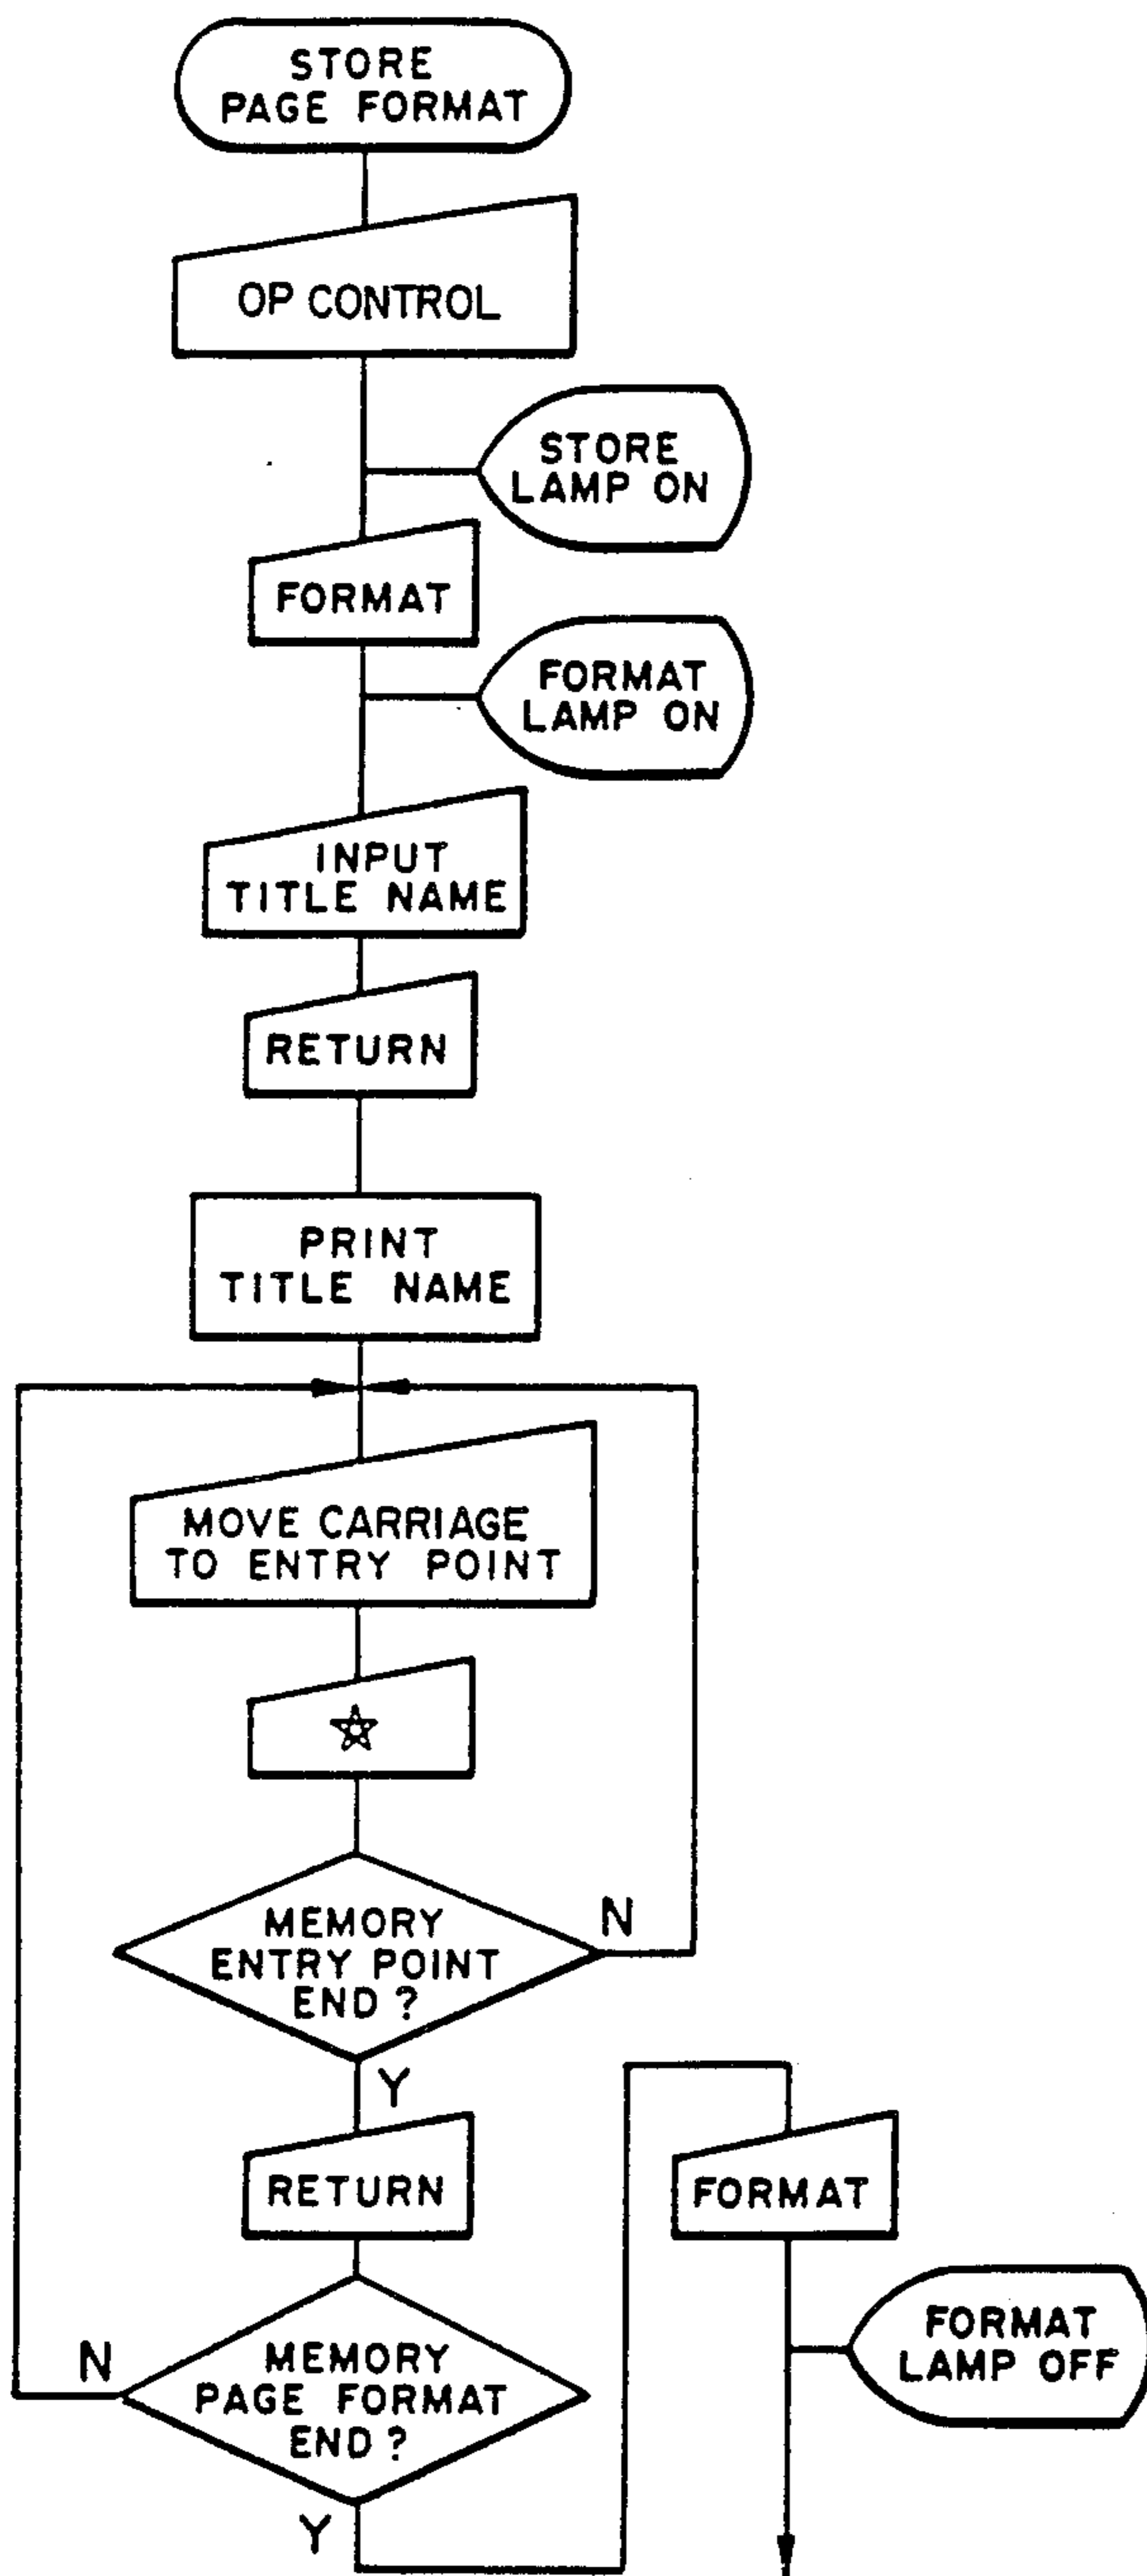 STORE
PAGE FORMAT
OP CONTROL
STORE
LAMP ON
FORMAT
FORMAT
LAMP ON
INPUT
TITLE NAME
RETURN
PRINT
TITLE NAME
MOVE CARRIAGE
TO ENTRY POINT
☆
MEMORY
ENTRY POINT
END ?
N
Y
RETURN
MEMORY
PAGE FORMAT
END ?
N
Y
FORMAT
FORMAT
LAMP OFF